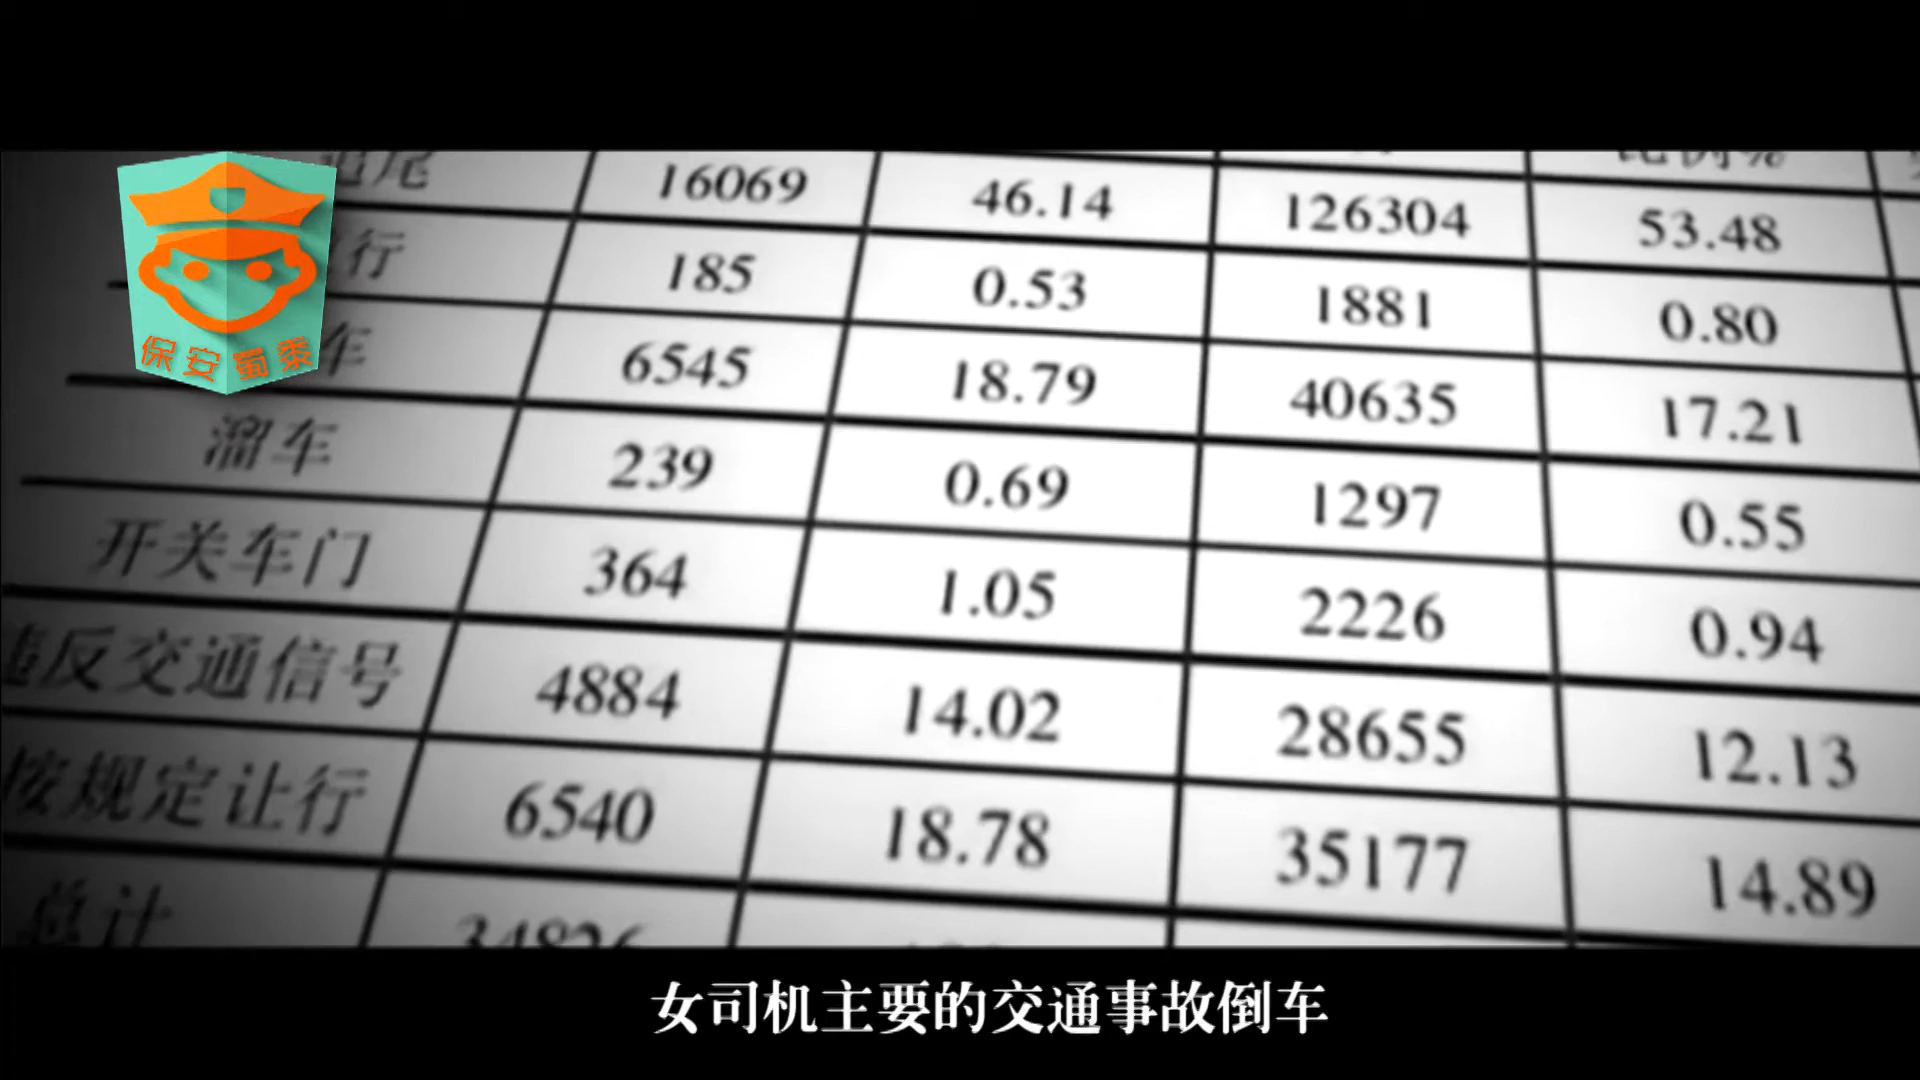 追尾 16069 46.14 126304 53.48
行 185 0.53 1881 0.80
车 6545 18.79 40635 17.21
溜车 239 0.69 1297 0.55
开关车门 364 1.05 2226 0.94
违反交通信号 4884 14.02 28655 12.13
按规定让行 6540 18.78 35177 14.89
总计 34826
保安蜀黍
女司机主要的交通事故倒车